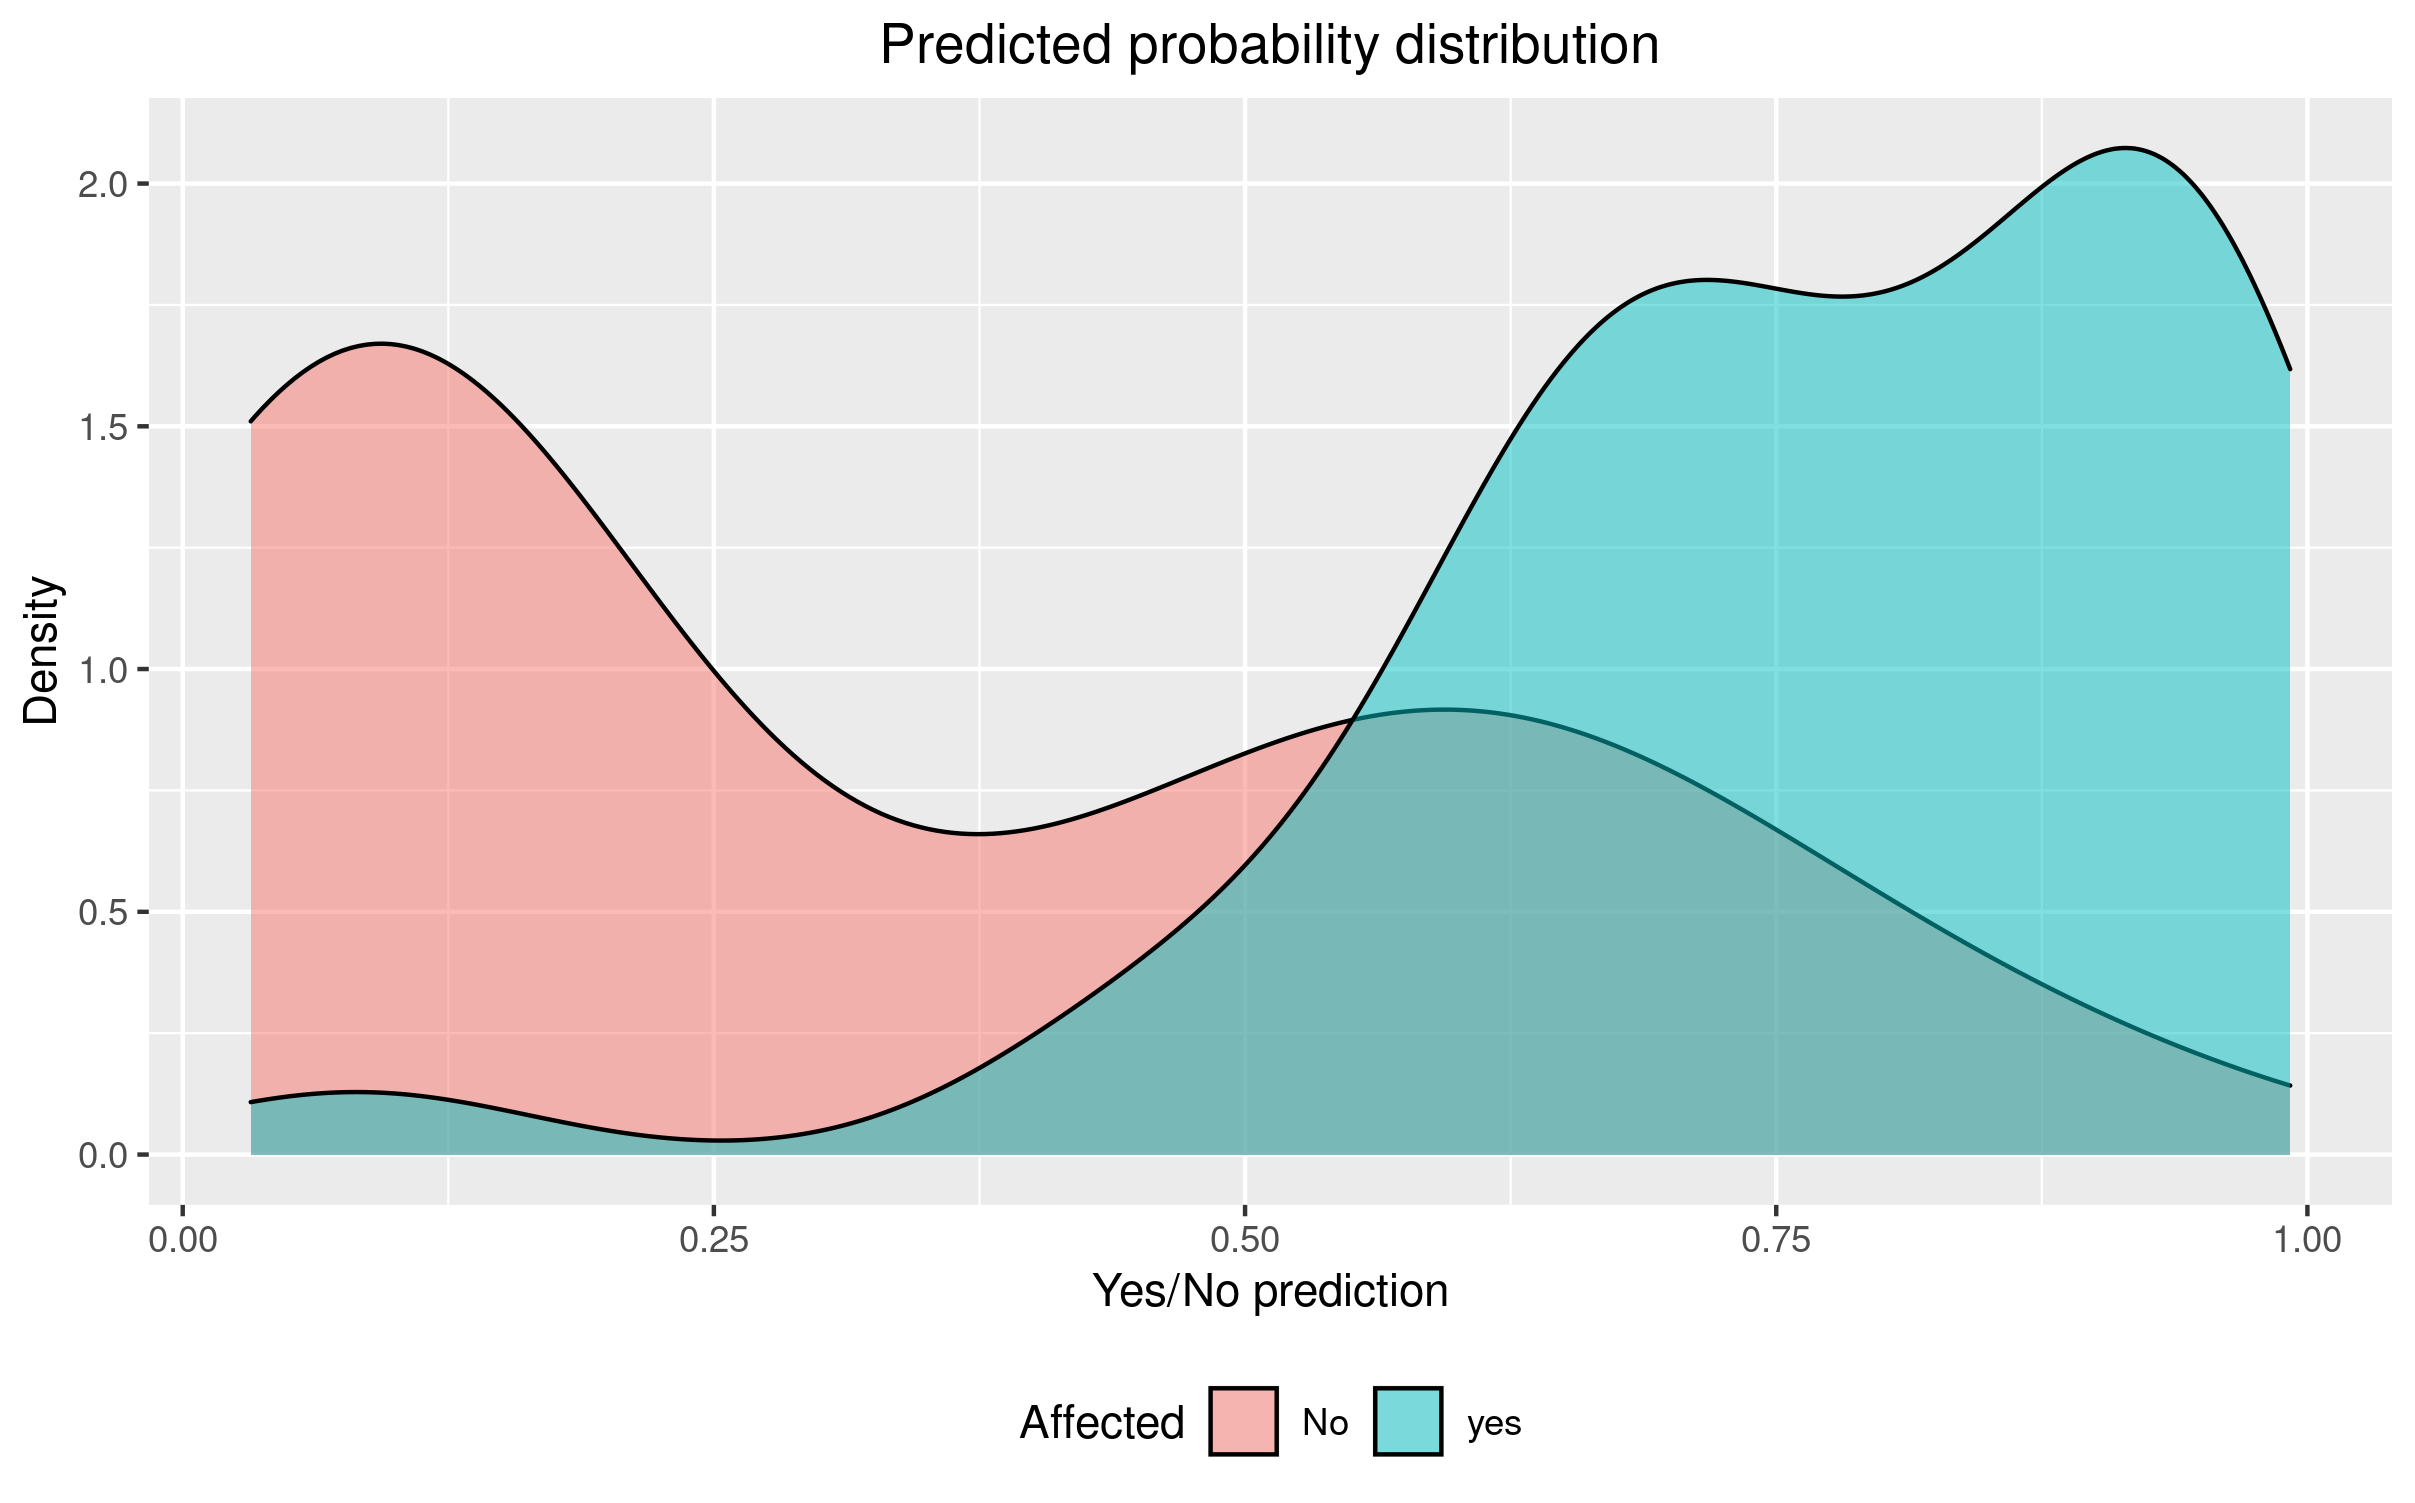 Predicted probability distribution
Density
2.0
1.5
1.0
0.5
0.0
0.00 0.25 0.50 0.75 1.00
Yes/No prediction
Affected No yes